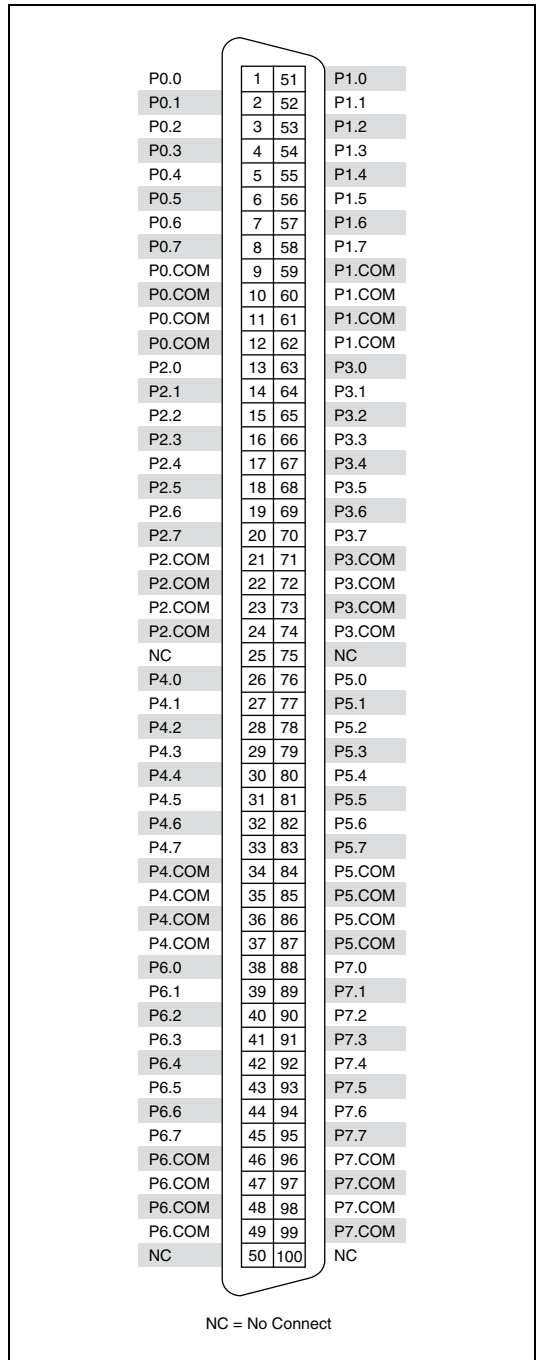 P0.0 1 51 P1.0
P0.1 2 52 P1.1
P0.2 3 53 P1.2
P0.3 4 54 P1.3
P0.4 5 55 P1.4
P0.5 6 56 P1.5
P0.6 7 57 P1.6
P0.7 8 58 P1.7
P0.COM 9 59 P1.COM
P0.COM 10 60 P1.COM
P0.COM 11 61 P1.COM
P0.COM 12 62 P1.COM
P2.0 13 63 P3.0
P2.1 14 64 P3.1
P2.2 15 65 P3.2
P2.3 16 66 P3.3
P2.4 17 67 P3.4
P2.5 18 68 P3.5
P2.6 19 69 P3.6
P2.7 20 70 P3.7
P2.COM 21 71 P3.COM
P2.COM 22 72 P3.COM
P2.COM 23 73 P3.COM
P2.COM 24 74 P3.COM
NC 25 75 NC
P4.0 26 76 P5.0
P4.1 27 77 P5.1
P4.2 28 78 P5.2
P4.3 29 79 P5.3
P4.4 30 80 P5.4
P4.5 31 81 P5.5
P4.6 32 82 P5.6
P4.7 33 83 P5.7
P4.COM 34 84 P5.COM
P4.COM 35 85 P5.COM
P4.COM 36 86 P5.COM
P4.COM 37 87 P5.COM
P6.0 38 88 P7.0
P6.1 39 89 P7.1
P6.2 40 90 P7.2
P6.3 41 91 P7.3
P6.4 42 92 P7.4
P6.5 43 93 P7.5
P6.6 44 94 P7.6
P6.7 45 95 P7.7
P6.COM 46 96 P7.COM
P6.COM 47 97 P7.COM
P6.COM 48 98 P7.COM
P6.COM 49 99 P7.COM
NC 50 100 NC
NC = No Connect